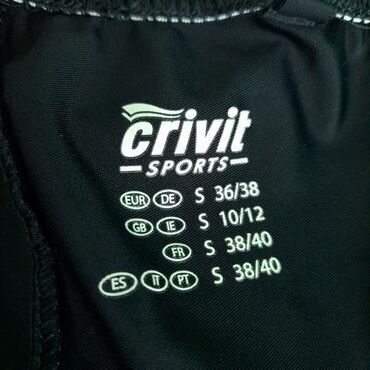 crivit
SPORTS
EUR DE S 36/38
GB IE S 10/12
FR S 38/40
ES IT PT S 38/40